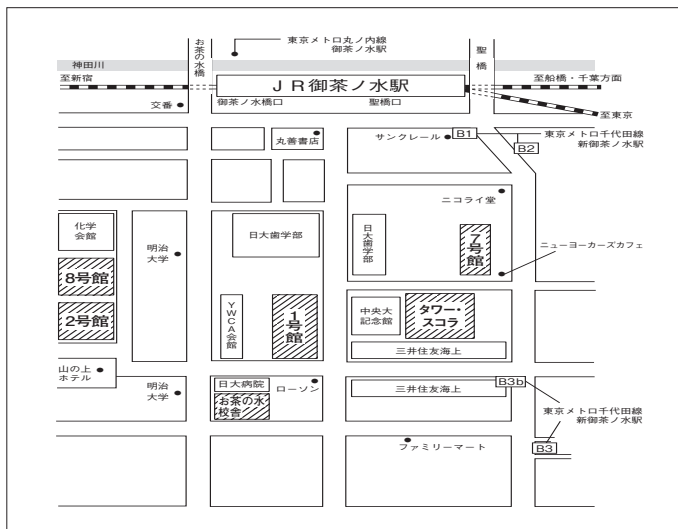 東京メトロ丸ノ内線
御茶ノ水駅
お茶の水橋
聖橋
神田川
至新宿
JR御茶ノ水駅
至船橋・千葉方面
交番
御茶ノ水橋口
聖橋口
至東京
丸善書店
サンクレール
B1
東京メトロ千代田線
新御茶ノ水駅
B2
ニコライ堂
化学
会館
明治
大学
日大歯学部
日大歯学部
7号館
ニューヨーカーズカフェ
8号館
2号館
YWCA会館
1号館
中央大
記念館
タワー・
スコラ
三井住友海上
山の上
ホテル
明治
大学
日大病院
ローソン
お茶の水
校舎
三井住友海上
B3b
東京メトロ千代田線
新御茶ノ水駅
ファミリーマート
B3